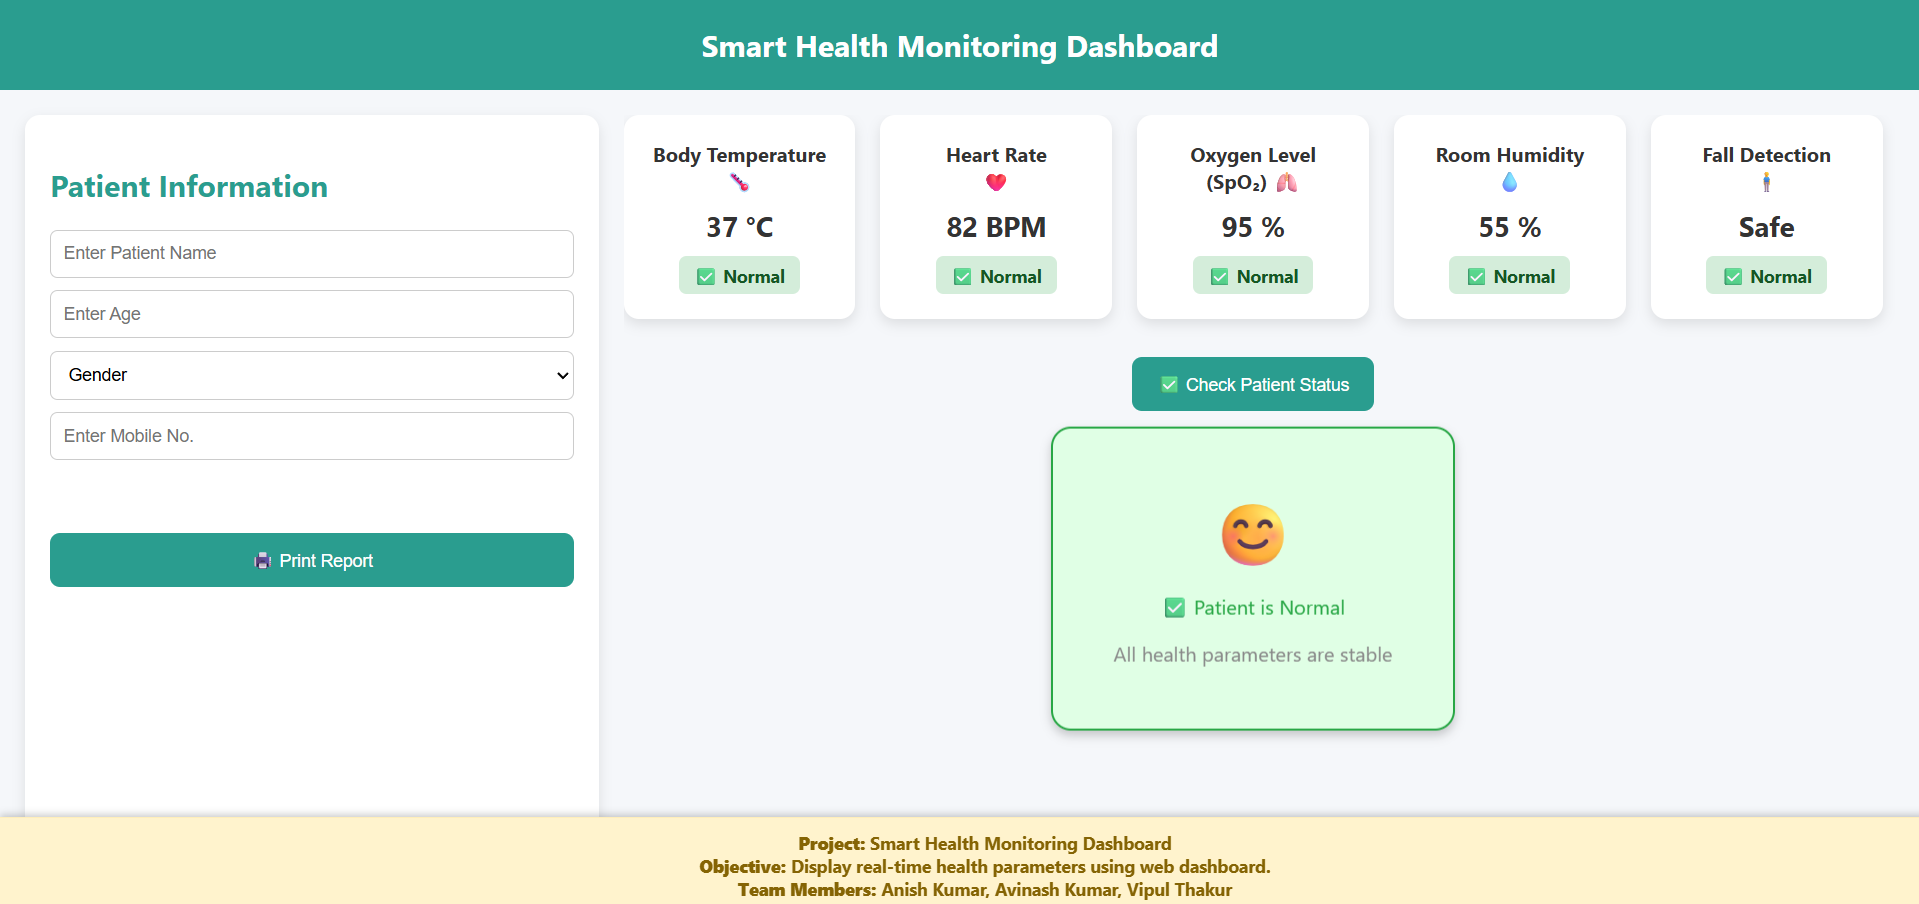 Smart Health Monitoring Dashboard
Patient Information
Enter Patient Name
Enter Age
Gender
Enter Mobile No.
🖨️ Print Report
Body Temperature
🌡️
37 °C
✅ Normal
Heart Rate
❤️
82 BPM
✅ Normal
Oxygen Level
(SpO₂) 🫁
95 %
✅ Normal
Room Humidity
💧
55 %
✅ Normal
Fall Detection
🧍
Safe
✅ Normal
✅ Check Patient Status
😊
✅ Patient is Normal
All health parameters are stable
Project: Smart Health Monitoring Dashboard
Objective: Display real-time health parameters using web dashboard.
Team Members: Anish Kumar, Avinash Kumar, Vipul Thakur